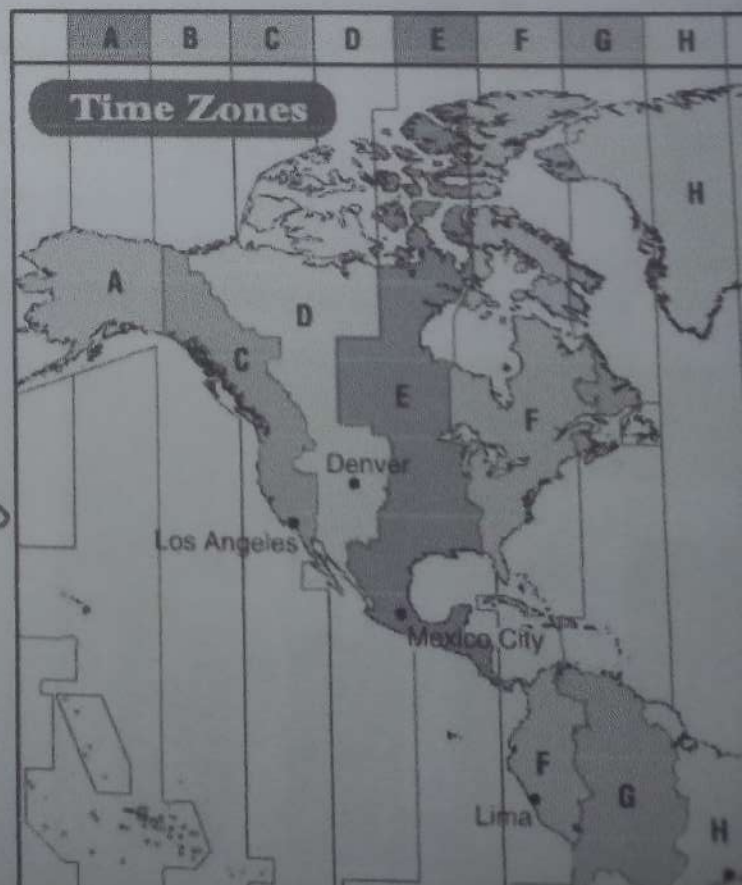 A B C D E F G H
Time Zones
H
A
D
C
E
F
Denver
Los Angeles
Mexico City
F
G
Lima
H